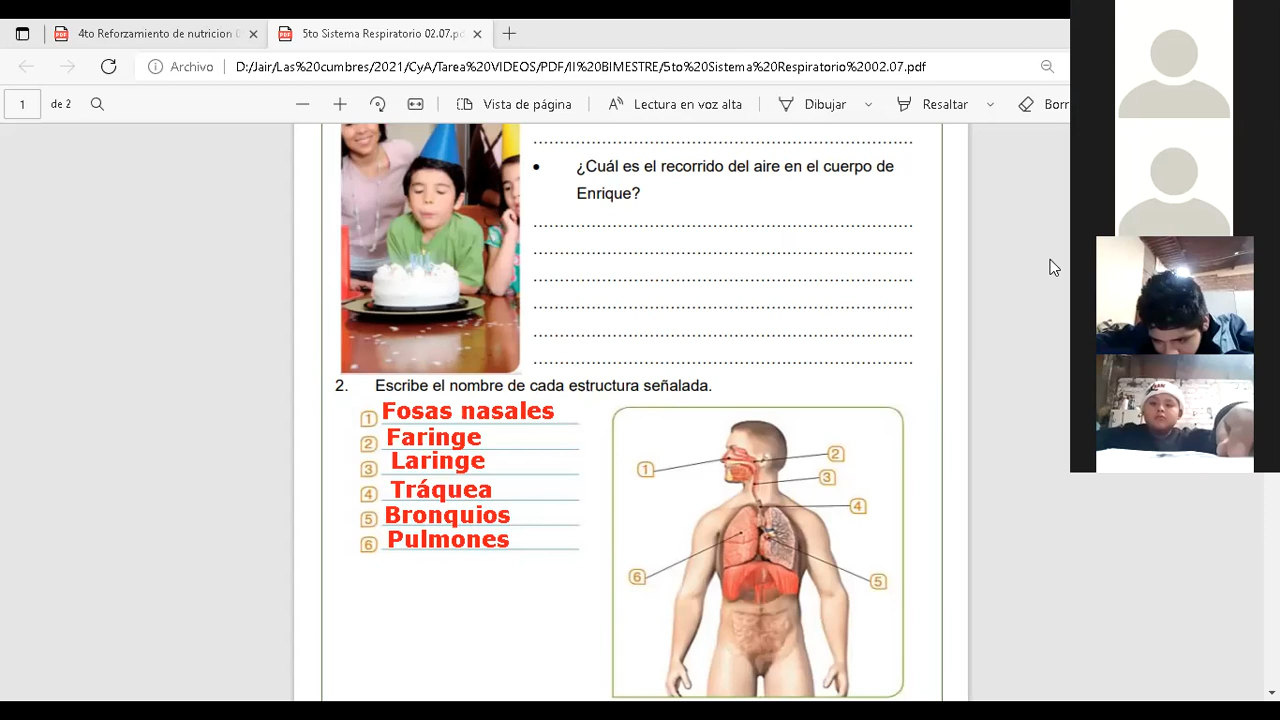 4to Reforzamiento de nutricion
5to Sistema Respiratorio 02.07.pd
Archivo
D:/Jair/Las%20cumbres/2021/CyA/Tarea%20VIDEOS/PDF/II%20BIMESTRE/5to%20Sistema%20Respiratorio%2002.07.pdf
1 de 2
Vista de página
Lectura en voz alta
Dibujar
Resaltar
Borr
• ¿Cuál es el recorrido del aire en el cuerpo de
Enrique?
2. Escribe el nombre de cada estructura señalada.
1 Fosas nasales
2 Faringe
3 Laringe
4 Tráquea
5 Bronquios
6 Pulmones
1
2
3
4
5
6